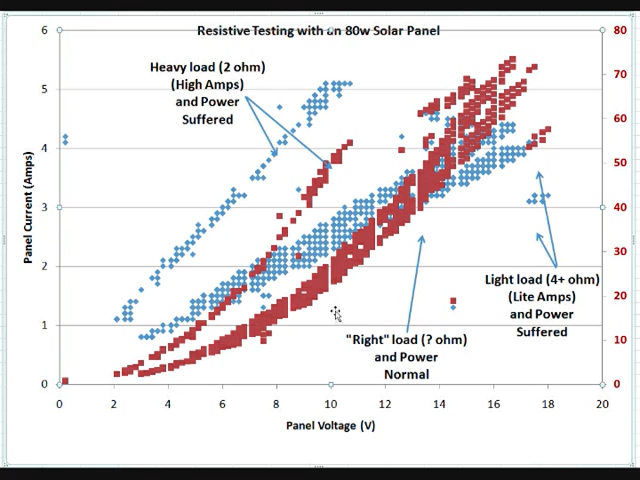 Resistive Testing with an 80w Solar Panel
6
5
4
3
2
1
0
Panel Current (Amps)
80
70
60
50
40
30
20
10
0
Heavy load (2 ohm)
(High Amps)
and Power
Suffered
"Right" load (? ohm)
and Power
Normal
Light load (4+ ohm)
(Lite Amps)
and Power
Suffered
0 2 4 6 8 10 12 14 16 18 20
Panel Voltage (V)